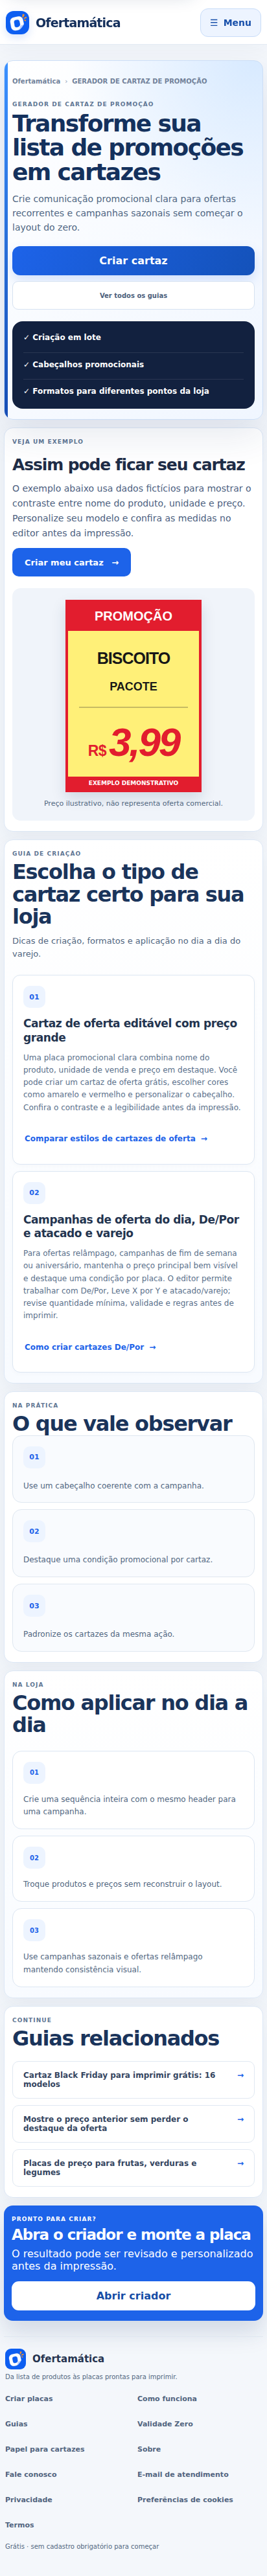 Ofertamática
☰ Menu
Ofertamática › GERADOR DE CARTAZ DE PROMOÇÃO
GERADOR DE CARTAZ DE PROMOÇÃO
Transforme sua
lista de promoções
em cartazes
Crie comunicação promocional clara para ofertas
recorrentes e campanhas sazonais sem começar o
layout do zero.
Criar cartaz
Ver todos os guias
✓ Criação em lote
✓ Cabeçalhos promocionais
✓ Formatos para diferentes pontos da loja
VEJA UM EXEMPLO
Assim pode ficar seu cartaz
O exemplo abaixo usa dados fictícios para mostrar o
contraste entre nome do produto, unidade e preço.
Personalize seu modelo e confira as medidas no
editor antes da impressão.
Criar meu cartaz →
PROMOÇÃO
BISCOITO
PACOTE
R$ 3,99
EXEMPLO DEMONSTRATIVO
Preço ilustrativo, não representa oferta comercial.
GUIA DE CRIAÇÃO
Escolha o tipo de
cartaz certo para sua
loja
Dicas de criação, formatos e aplicação no dia a dia do
varejo.
01
Cartaz de oferta editável com preço
grande
Uma placa promocional clara combina nome do
produto, unidade de venda e preço em destaque. Você
pode criar um cartaz de oferta grátis, escolher cores
como amarelo e vermelho e personalizar o cabeçalho.
Confira o contraste e a legibilidade antes da impressão.
Comparar estilos de cartazes de oferta →
02
Campanhas de oferta do dia, De/Por
e atacado e varejo
Para ofertas relâmpago, campanhas de fim de semana
ou aniversário, mantenha o preço principal bem visível
e destaque uma condição por placa. O editor permite
trabalhar com De/Por, Leve X por Y e atacado/varejo;
revise quantidade mínima, validade e regras antes de
imprimir.
Como criar cartazes De/Por →
NA PRÁTICA
O que vale observar
01
Use um cabeçalho coerente com a campanha.
02
Destaque uma condição promocional por cartaz.
03
Padronize os cartazes da mesma ação.
NA LOJA
Como aplicar no dia a
dia
01
Crie uma sequência inteira com o mesmo header para
uma campanha.
02
Troque produtos e preços sem reconstruir o layout.
03
Use campanhas sazonais e ofertas relâmpago
mantendo consistência visual.
CONTINUE
Guias relacionados
Cartaz Black Friday para imprimir grátis: 16
modelos →
Mostre o preço anterior sem perder o
destaque da oferta →
Placas de preço para frutas, verduras e
legumes →
PRONTO PARA CRIAR?
Abra o criador e monte a placa
O resultado pode ser revisado e personalizado
antes da impressão.
Abrir criador
Ofertamática
Da lista de produtos às placas prontas para imprimir.
Criar placas Como funciona
Guias Validade Zero
Papel para cartazes Sobre
Fale conosco E-mail de atendimento
Privacidade Preferências de cookies
Termos
Grátis · sem cadastro obrigatório para começar